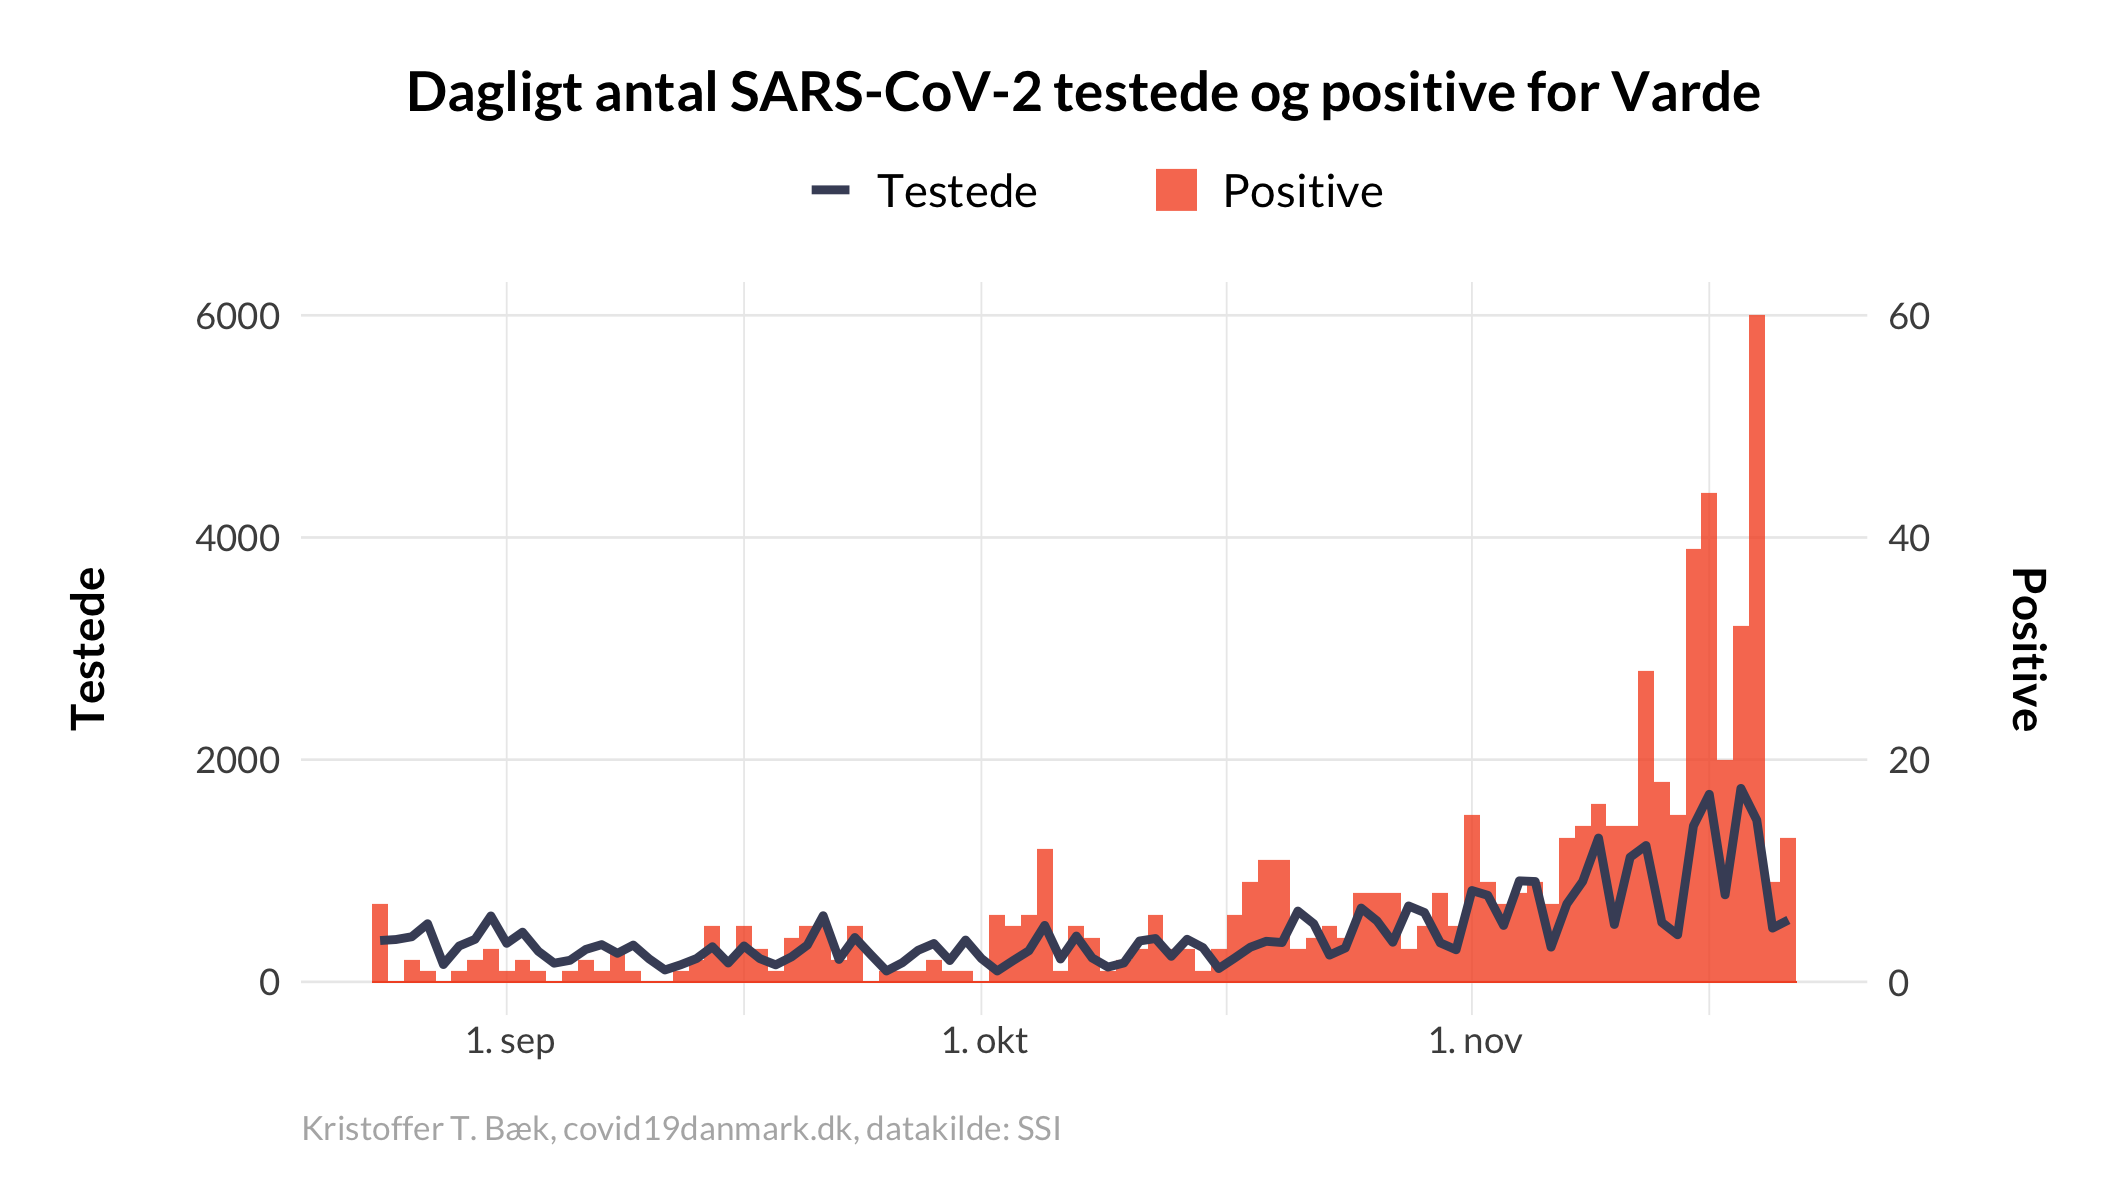 Dagligt antal SARS-CoV-2 testede og positive for Varde
Testede Positive
6000 60
4000 40
2000 20
0 0
Testede
Positive
1. sep 1. okt 1. nov
Kristoffer T. Bæk, covid19danmark.dk, datakilde: SSI